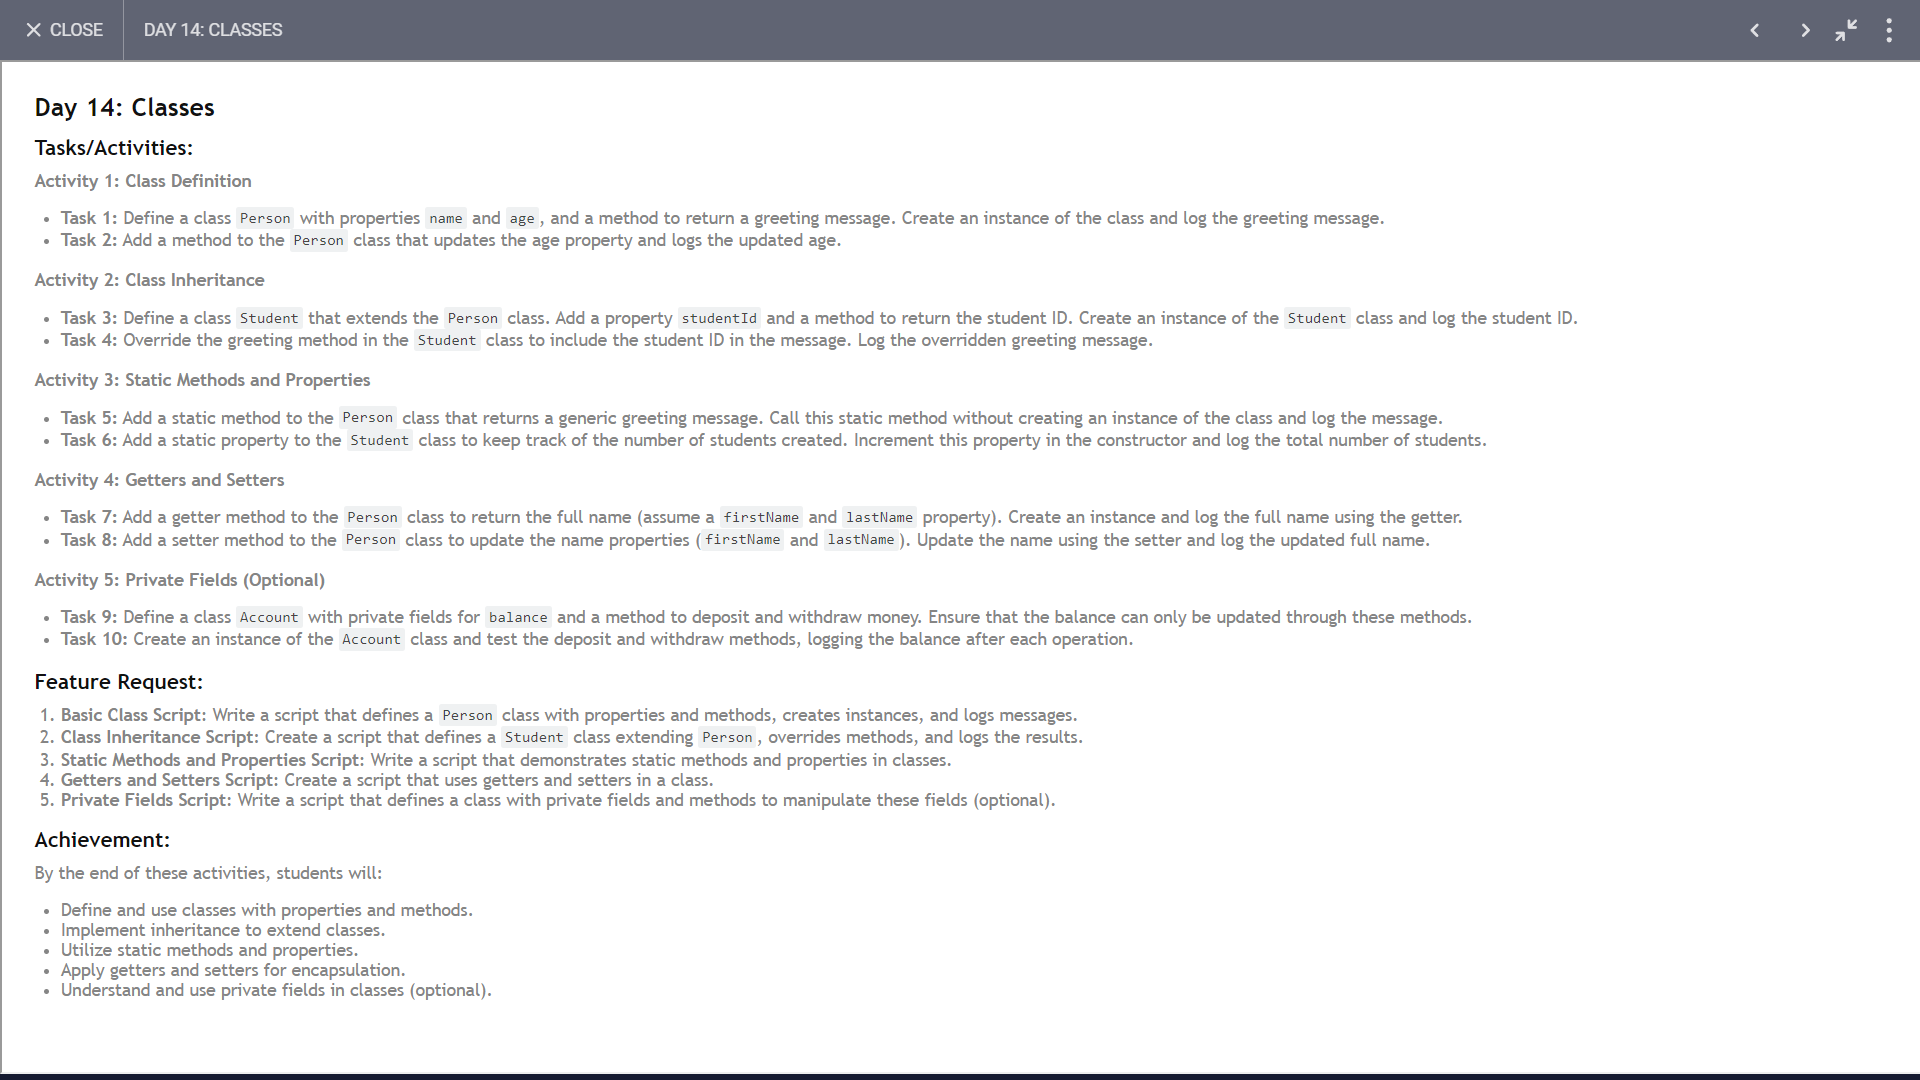 CLOSE
DAY 14: CLASSES
Day 14: Classes
Tasks/Activities:
Activity 1: Class Definition
• Task 1: Define a class Person with properties name and age, and a method to return a greeting message. Create an instance of the class and log the greeting message.
• Task 2: Add a method to the Person class that updates the age property and logs the updated age.
Activity 2: Class Inheritance
• Task 3: Define a class Student that extends the Person class. Add a property studentId and a method to return the student ID. Create an instance of the Student class and log the student ID.
• Task 4: Override the greeting method in the Student class to include the student ID in the message. Log the overridden greeting message.
Activity 3: Static Methods and Properties
• Task 5: Add a static method to the Person class that returns a generic greeting message. Call this static method without creating an instance of the class and log the message.
• Task 6: Add a static property to the Student class to keep track of the number of students created. Increment this property in the constructor and log the total number of students.
Activity 4: Getters and Setters
• Task 7: Add a getter method to the Person class to return the full name (assume a firstName and lastName property). Create an instance and log the full name using the getter.
• Task 8: Add a setter method to the Person class to update the name properties (firstName and lastName). Update the name using the setter and log the updated full name.
Activity 5: Private Fields (Optional)
• Task 9: Define a class Account with private fields for balance and a method to deposit and withdraw money. Ensure that the balance can only be updated through these methods.
• Task 10: Create an instance of the Account class and test the deposit and withdraw methods, logging the balance after each operation.
Feature Request:
1. Basic Class Script: Write a script that defines a Person class with properties and methods, creates instances, and logs messages.
2. Class Inheritance Script: Create a script that defines a Student class extending Person, overrides methods, and logs the results.
3. Static Methods and Properties Script: Write a script that demonstrates static methods and properties in classes.
4. Getters and Setters Script: Create a script that uses getters and setters in a class.
5. Private Fields Script: Write a script that defines a class with private fields and methods to manipulate these fields (optional).
Achievement:
By the end of these activities, students will:
• Define and use classes with properties and methods.
• Implement inheritance to extend classes.
• Utilize static methods and properties.
• Apply getters and setters for encapsulation.
• Understand and use private fields in classes (optional).